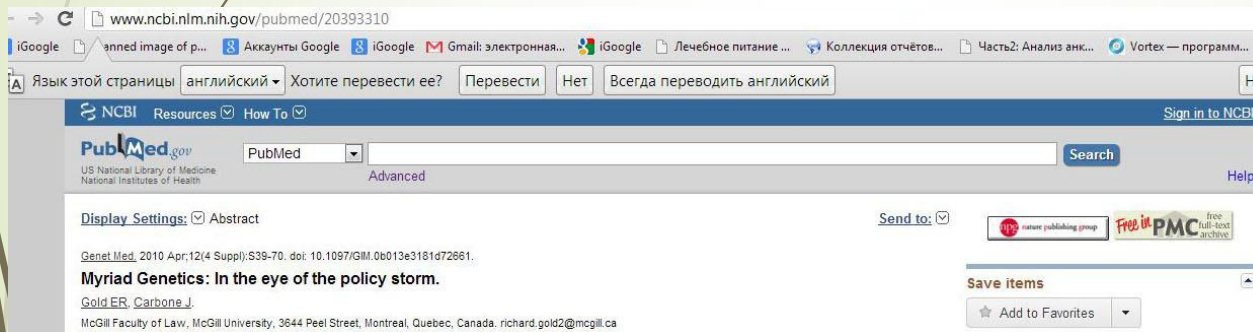 www.ncbi.nlm.nih.gov/pubmed/20393310
iGoogle anned image of p... Аккаунты Google iGoogle Gmail: электронная... iGoogle Лечебное питание ... Коллекция отчётов... Часть2: Анализ анк... Vortex — программ...
Язык этой страницы английский Хотите перевести ее? Перевести Нет Всегда переводить английский Н
NCBI Resources How To Sign in to NCBI
PubMed.gov PubMed Search
US National Library of Medicine
National Institutes of Health
Advanced Help
Display Settings: Abstract Send to:
npg nature publishing group Free in PMC free full-text archive
Genet Med. 2010 Apr;12(4 Suppl):S39-70. doi: 10.1097/GIM.0b013e3181d72661.
Myriad Genetics: In the eye of the policy storm.
Save items
Gold ER, Carbone J.
Add to Favorites
McGill Faculty of Law, McGill University, 3644 Peel Street, Montreal, Quebec, Canada. richard.gold2@mcgill.ca